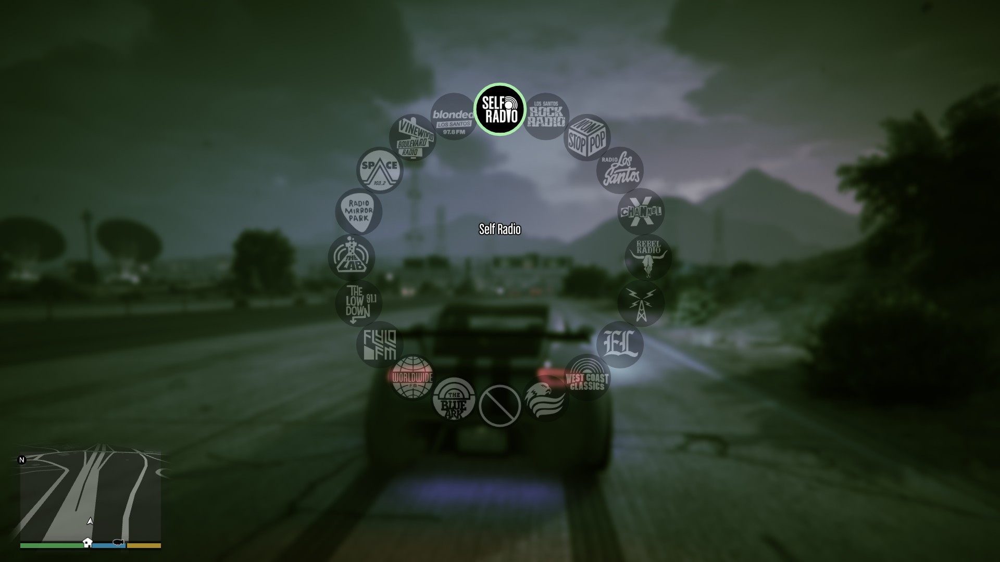 SELF
RADIO
blonded
LOS SANTOS
97.8 FM
LOS SANTOS
ROCK
RADIO
VINEWOOD
BOULEVARD
RADIO
NON
STOP POP
SPACE
103.2
RADIO Los
Santos
RADIO
MIRROR
PARK
CHANNEL
X
Self Radio
THE
LAB
REBEL
RADIO
THE
LOW 91.1
DOWN
FLYLO
FM
EL
WORLDWIDE
FM
WEST COAST
CLASSICS
THE
BLUE
ARK
N